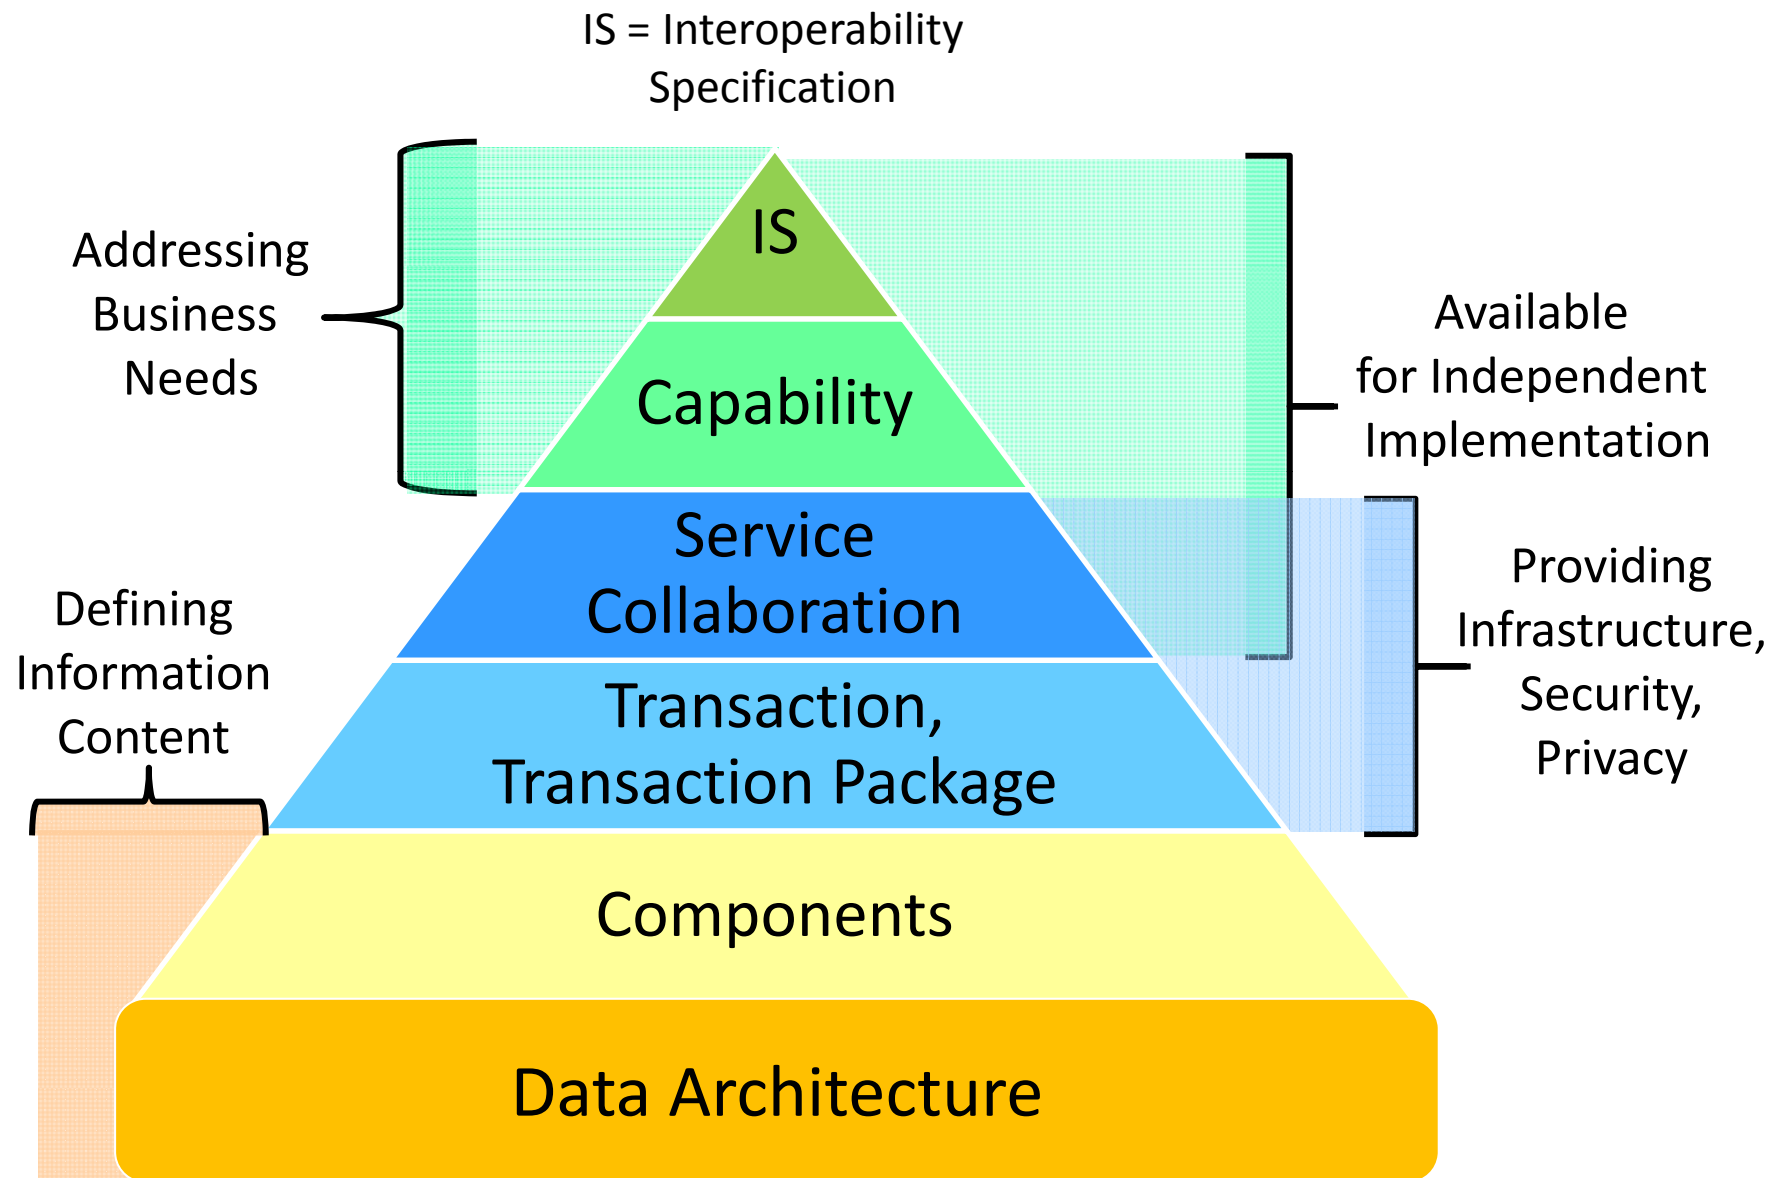 IS = Interoperability
Specification
IS
Addressing
Business
Needs
Capability
Available
for Independent
Implementation
Service
Collaboration
Providing
Infrastructure,
Security,
Privacy
Defining
Information
Content
Transaction,
Transaction Package
Components
Data Architecture